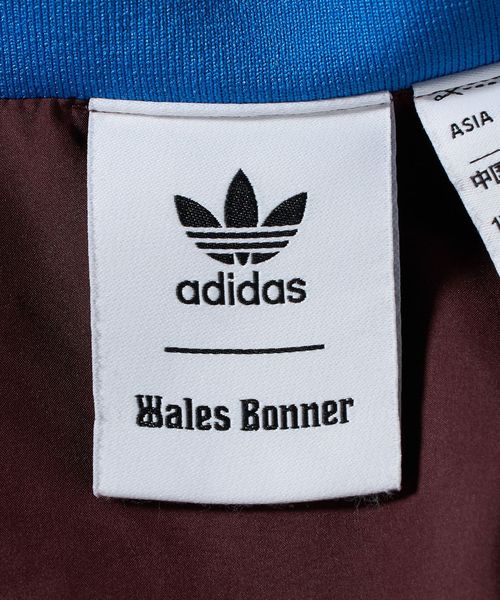 adidas
Wales Bonner
ASIA
中国